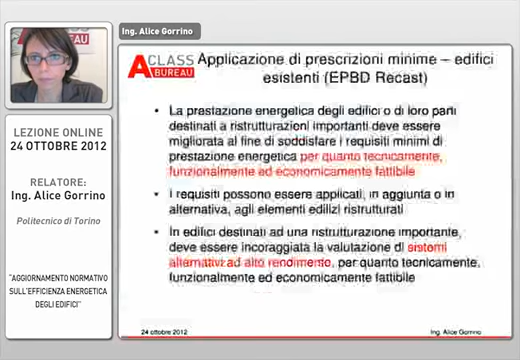 Ing. Alice Gorrino
LEZIONE ONLINE
24 OTTOBRE 2012
RELATORE:
Ing. Alice Gorrino
Politecnico di Torino
"AGGIORNAMENTO NORMATIVO
SULL'EFFICIENZA ENERGETICA
DEGLI EDIFICI"
A CLASS
BUREAU
Applicazione di prescrizioni minime – edifici
esistenti (EPBD Recast)
• La prestazione energetica degli edifici o di loro parti
destinati a ristrutturazioni importanti deve essere
migliorata al fine di soddisfare i requisiti minimi di
prestazione energetica per quanto tecnicamente,
funzionalmente ed economicamente fattibile
• I requisiti possono essere applicati, in aggiunta o in
alternativa, agli elementi edilizi ristrutturati
• In edifici destinati ad una ristrutturazione importante,
deve essere incoraggiata la valutazione di sistemi
alternativi ad alto rendimento, per quanto tecnicamente,
funzionalmente ed economicamente fattibile
24 ottobre 2012
Ing. Alice Gorrino